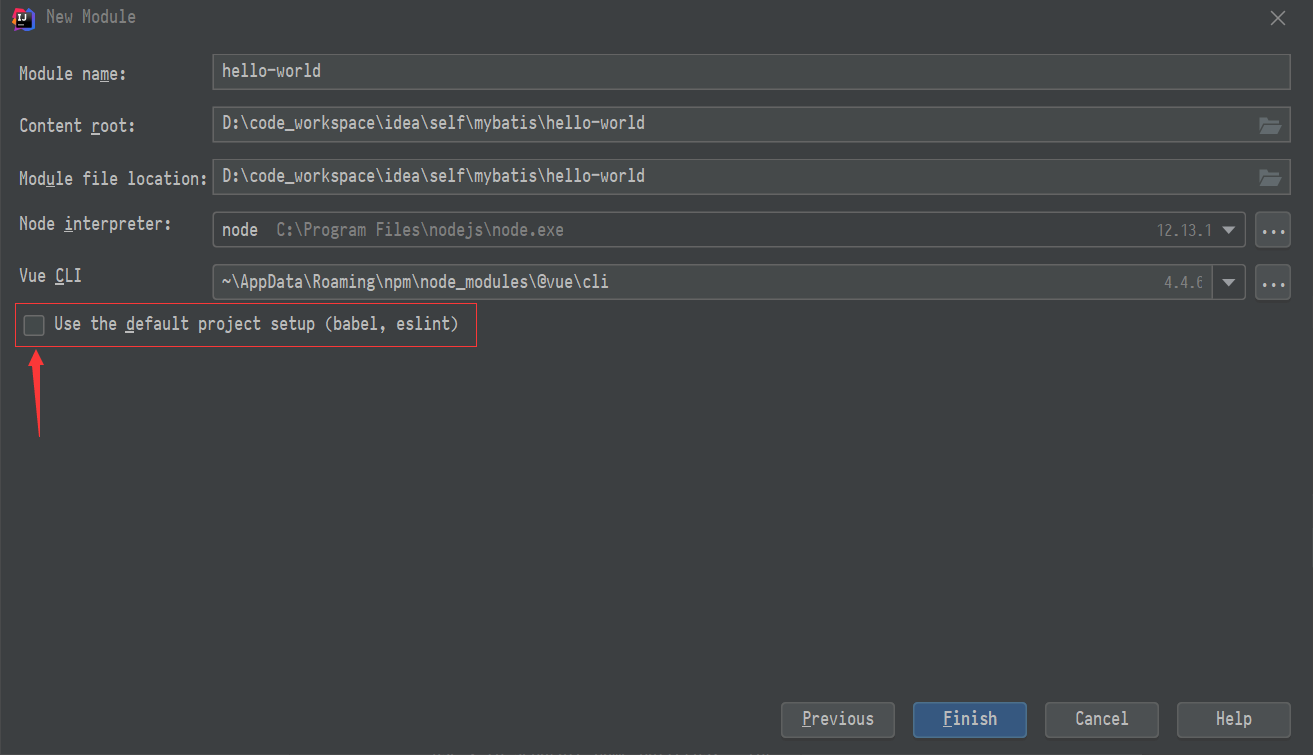 New Module
Module name: hello-world
Content root: D:\code_workspace\idea\self\mybatis\hello-world
Module file location: D:\code_workspace\idea\self\mybatis\hello-world
Node interpreter: node C:\Program Files\nodejs\node.exe 12.13.1 ...
Vue CLI ~\AppData\Roaming\npm\node_modules\@vue\cli 4.4.6 ...
Use the default project setup (babel, eslint)
Previous Finish Cancel Help